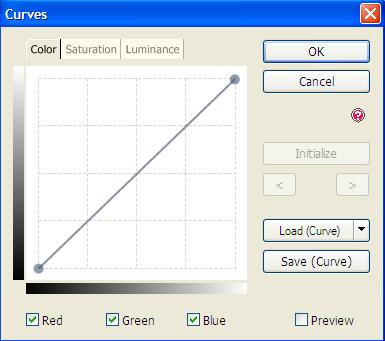 Curves
Color Saturation Luminance
OK
Cancel
?
Initialize
< >
Load (Curve)
Save (Curve)
Red Green Blue Preview